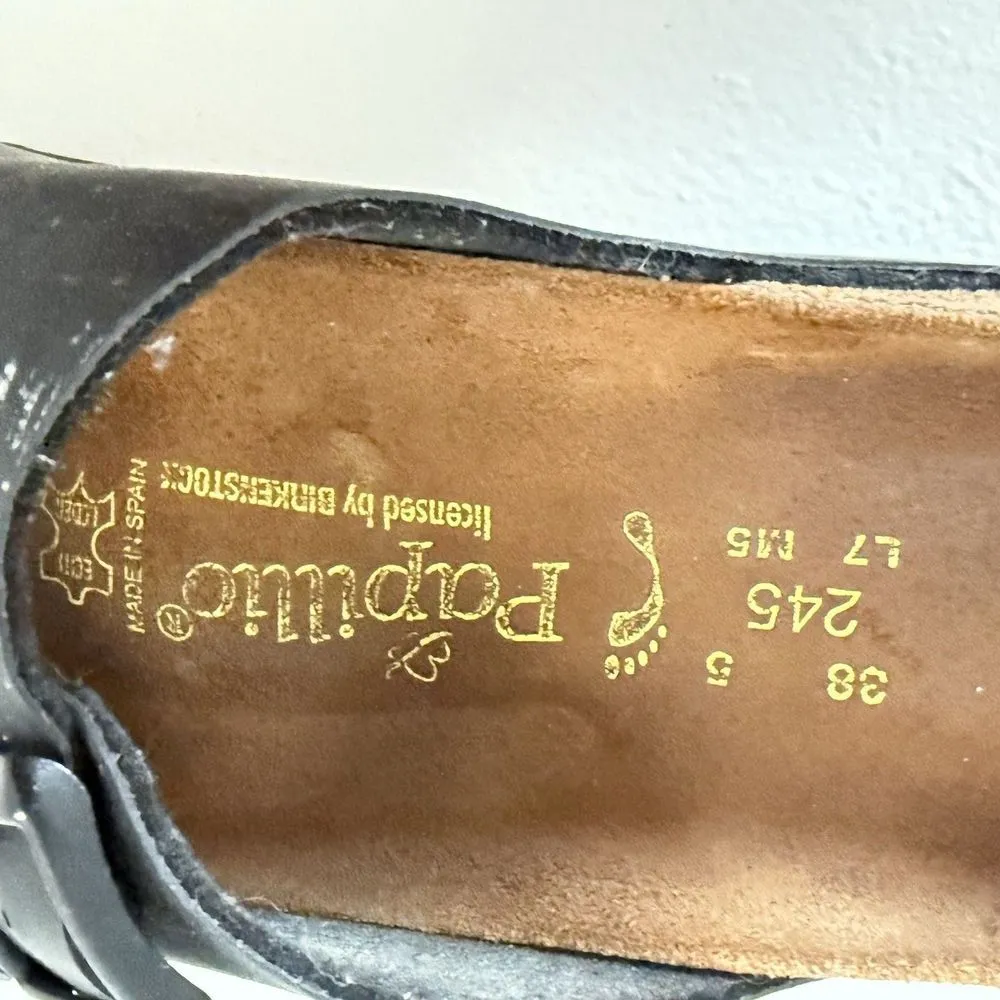 38 5
245
L7 M5
Papillio®
licensed by BIRKENSTOCK
MADE IN SPAIN